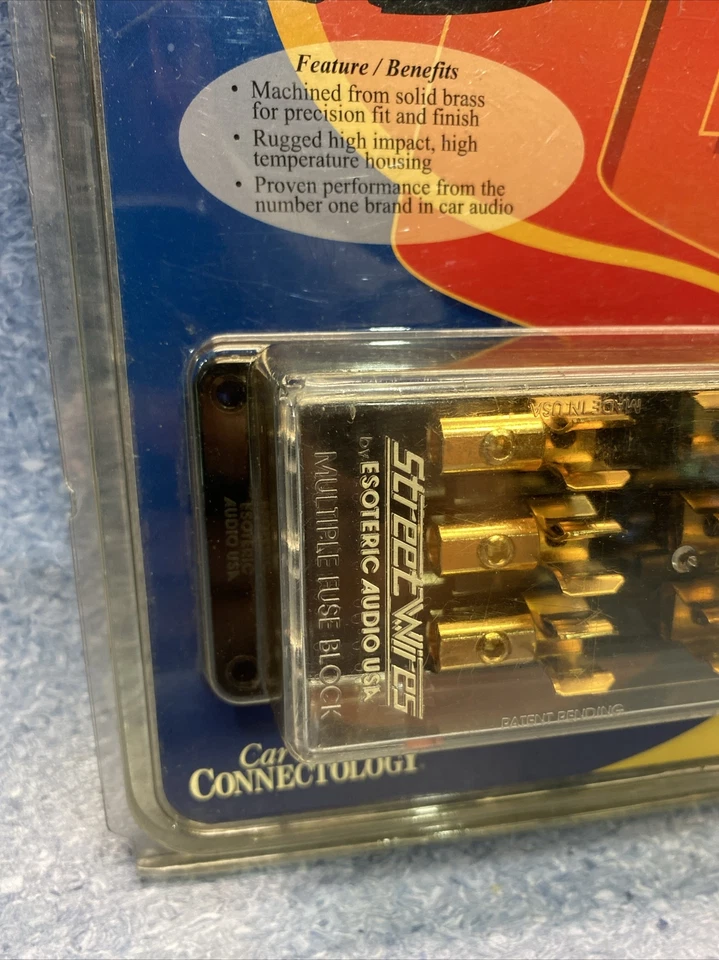 Feature / Benefits
• Machined from solid brass
for precision fit and finish
• Rugged high impact, high
temperature housing
• Proven performance from the
number one brand in car audio
MADE IN USA
StreetWires
by ESOTERIC AUDIO USA
MULTIPLE FUSE BLOCK
ESOTERIC
AUDIO USA
PATENT PENDING
Car
CONNECTOLOGY